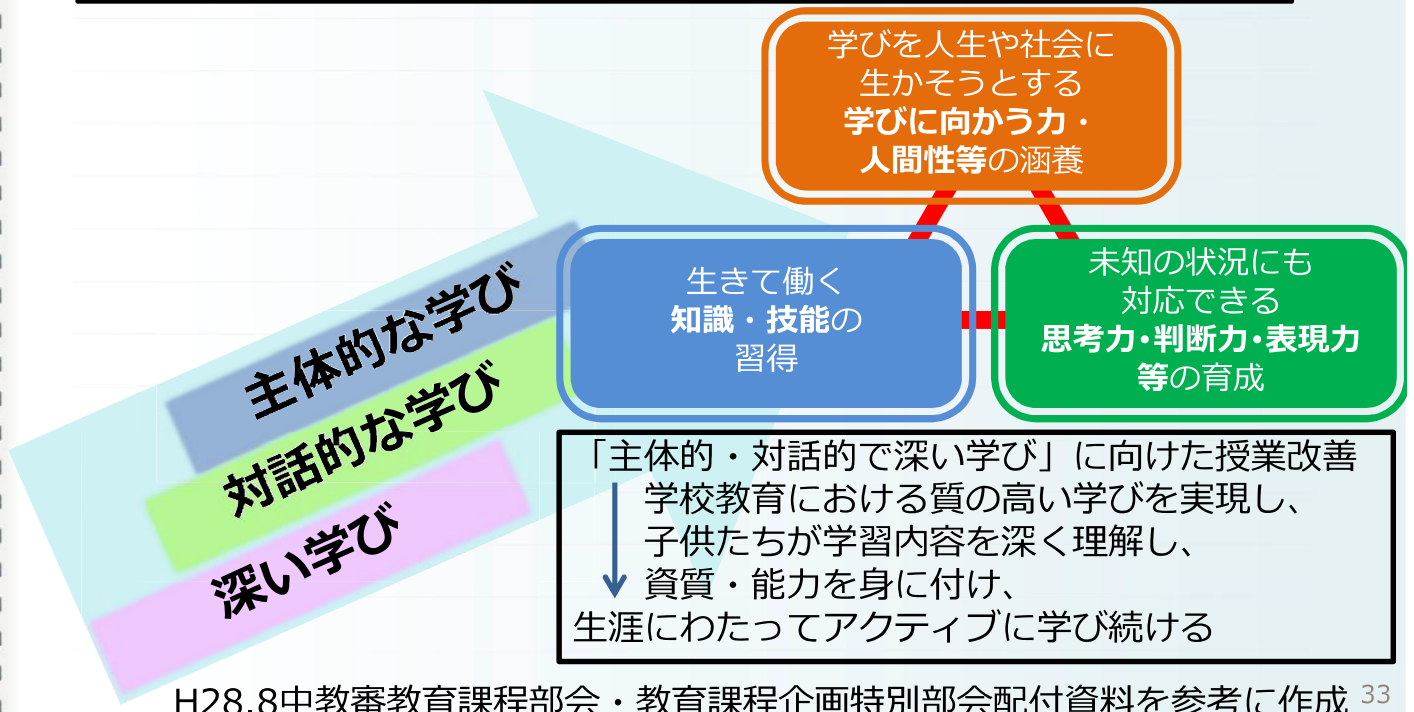 学びを人生や社会に
生かそうとする
学びに向かう力・
人間性等の涵養
生きて働く
知識・技能の
習得
未知の状況にも
対応できる
思考力・判断力・表現力
等の育成
主体的な学び
対話的な学び
深い学び
「主体的・対話的で深い学び」に向けた授業改善
学校教育における質の高い学びを実現し、
子供たちが学習内容を深く理解し、
資質・能力を身に付け、
生涯にわたってアクティブに学び続ける
H28.8中教審教育課程部会・教育課程企画特別部会配付資料を参考に作成
33